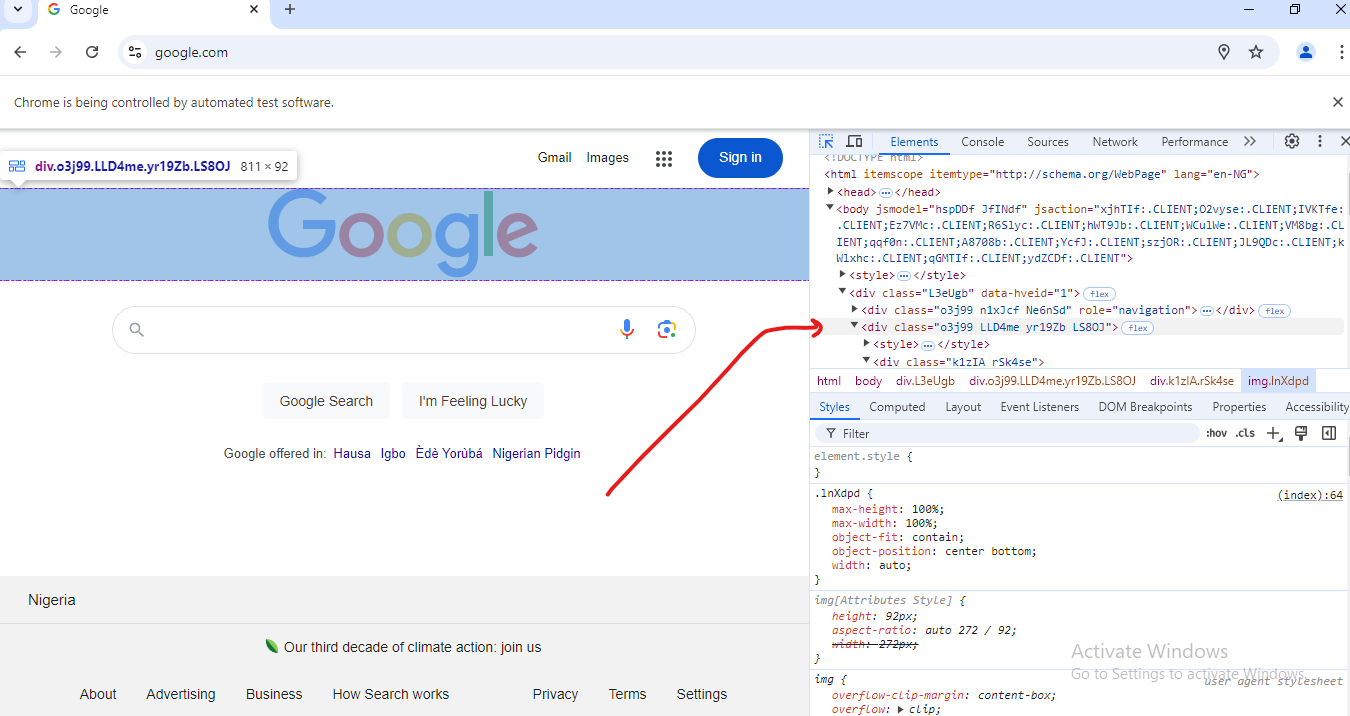 Google
google.com
Chrome is being controlled by automated test software.
Gmail Images Sign in
div.o3j99.LLD4me.yr19Zb.LS8OJ 811 × 92
Google
Google Search I'm Feeling Lucky
Google offered in: Hausa Igbo Èdè Yorùbá Nigerian Pidgin
Nigeria
Our third decade of climate action: join us
About Advertising Business How Search works Privacy Terms Settings
Elements Console Sources Network Performance
<!DOCTYPE html>
<html itemscope itemtype="http://schema.org/WebPage" lang="en-NG">
<head> … </head>
<body jsmodel="hspDDf JfINdf" jsaction="xjhTIf:.CLIENT;O2vyse:.CLIENT;IVKTfe:
.CLIENT;Ez7VMc:.CLIENT;R6S1yc:.CLIENT;hWT9Jb:.CLIENT;WCulWe:.CLIENT;VM8bg:.CL
IENT;qqf0n:.CLIENT;A8708b:.CLIENT;YcfJ:.CLIENT;szjOR:.CLIENT;JL9QDc:.CLIENT;k
Wlxhc:.CLIENT;qGMTIf:.CLIENT;ydZCDf:.CLIENT">
<style> … </style>
<div class="L3eUgb" data-hveid="1"> flex
<div class="o3j99 n1xJcf Ne6nSd" role="navigation"> … </div> flex
<div class="o3j99 LLD4me yr19Zb LS8OJ"> flex
<style> … </style>
<div class="k1zIA rSk4se">
html body div.L3eUgb div.o3j99.LLD4me.yr19Zb.LS8OJ div.k1zIA.rSk4se img.lnXdpd
Styles Computed Layout Event Listeners DOM Breakpoints Properties Accessibility
Filter :hov .cls
element.style {
}
.lnXdpd { (index):64
max-height: 100%;
max-width: 100%;
object-fit: contain;
object-position: center bottom;
width: auto;
}
img[Attributes Style] {
height: 92px;
aspect-ratio: auto 272 / 92;
width: 272px;
}
img { user agent stylesheet
overflow-clip-margin: content-box;
overflow: clip;
Activate Windows
Go to Settings to activate Windows.